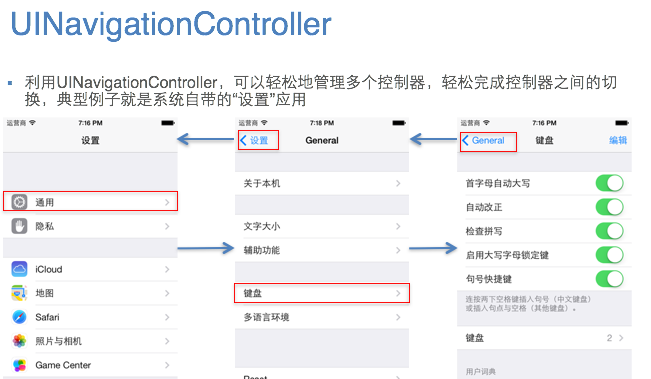 UINavigationController
利用UINavigationController，可以轻松地管理多个控制器，轻松完成控制器之间的切
换，典型例子就是系统自带的“设置”应用
运营商 7:16 PM
设置
通用
隐私
iCloud
地图
Safari
照片与相机
Game Center
运营商 7:18 PM
设置 General
关于本机
文字大小
辅助功能
键盘
多语言环境
Reset
运营商 7:16 PM
General 键盘 编辑
首字母自动大写
自动改正
检查拼写
启用大写字母锁定键
句号快捷键
连按两下空格键插入句号（中文键盘）
或插入句点与空格（其他键盘）。
键盘 2
用户词典